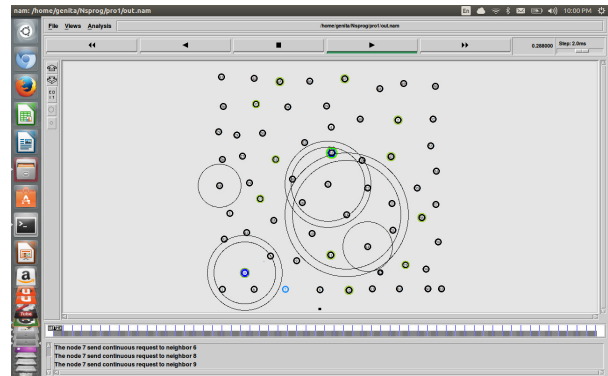 nam: /home/genita/Nsprog/pro1/out.nam
En
10:00 PM
File Views Analysis
/home/genita/Nsprog/pro1/out.nam
0.288000
Step: 2.0ms
The node 7 send continuous request to neighbor 6
The node 7 send continuous request to neighbor 8
The node 7 send continuous request to neighbor 9